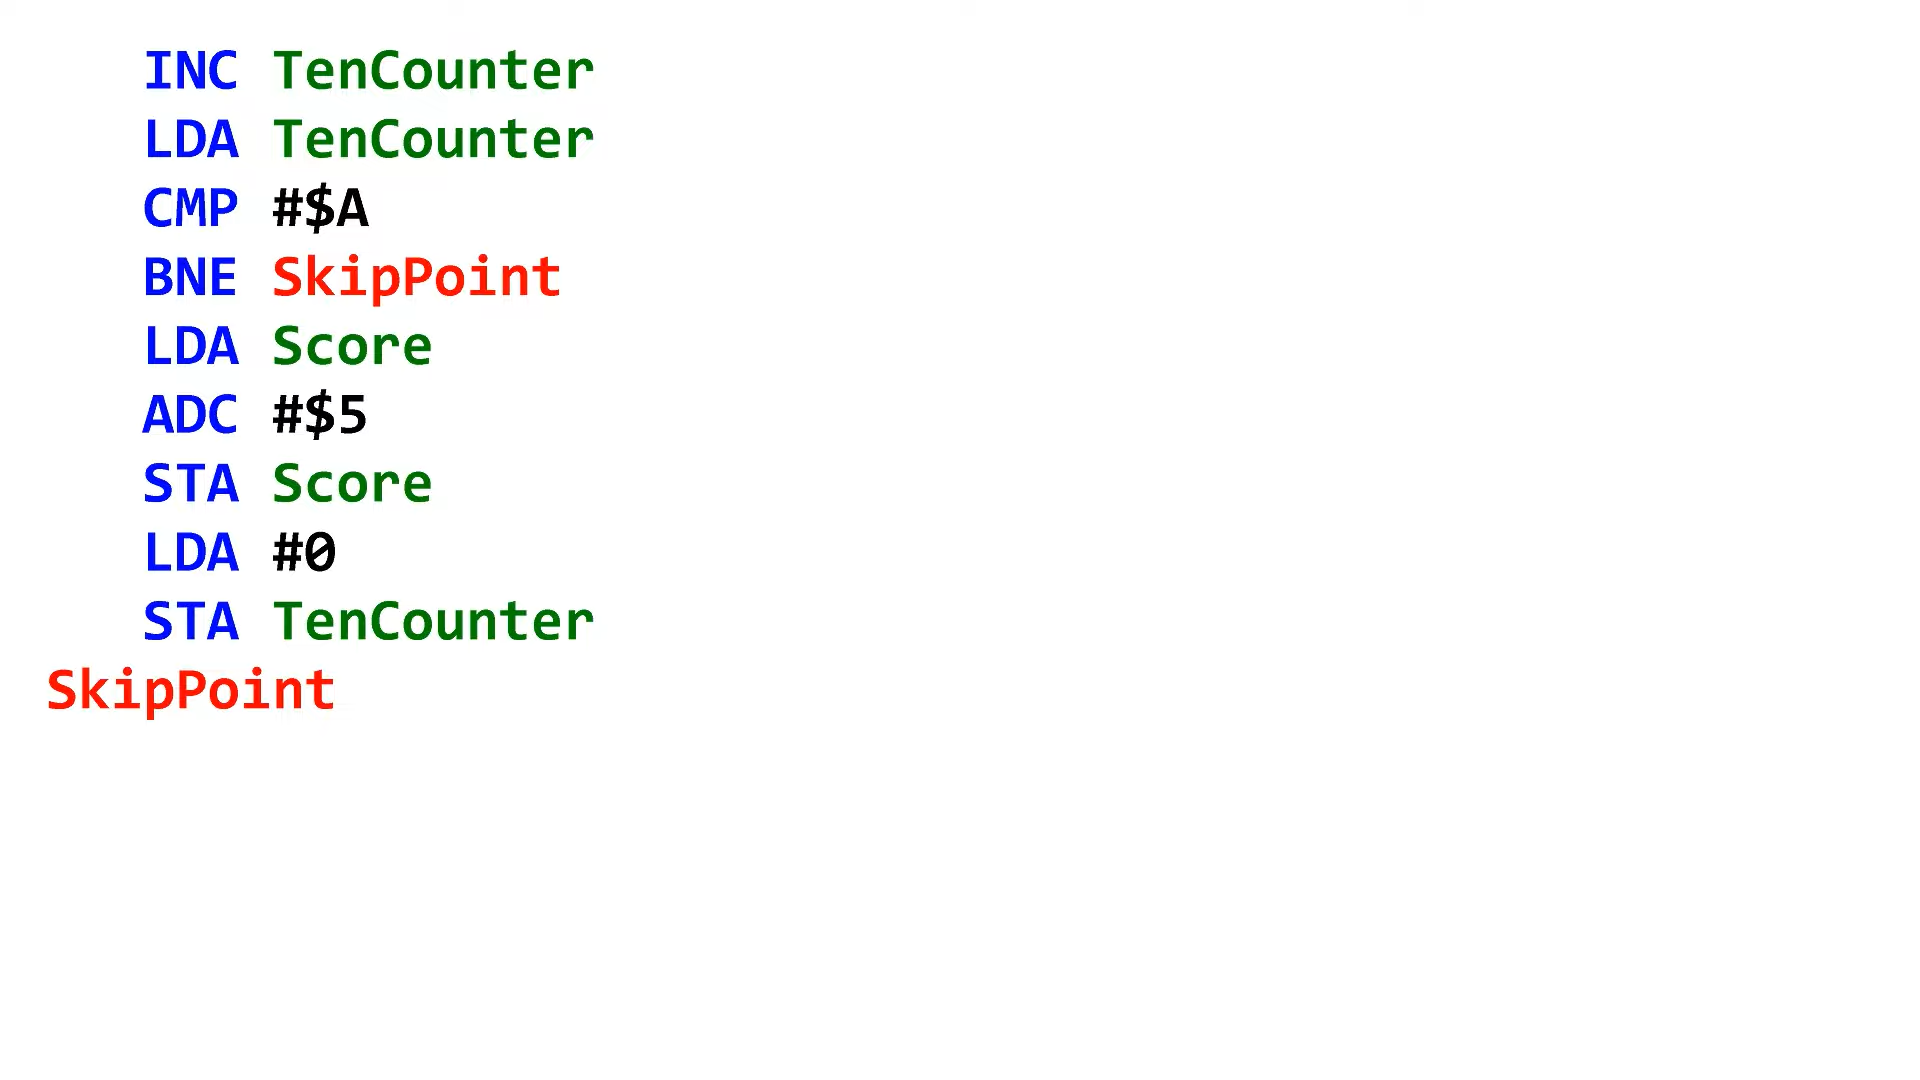 INC TenCounter
LDA TenCounter
CMP #$A
BNE SkipPoint
LDA Score
ADC #$5
STA Score
LDA #0
STA TenCounter
SkipPoint